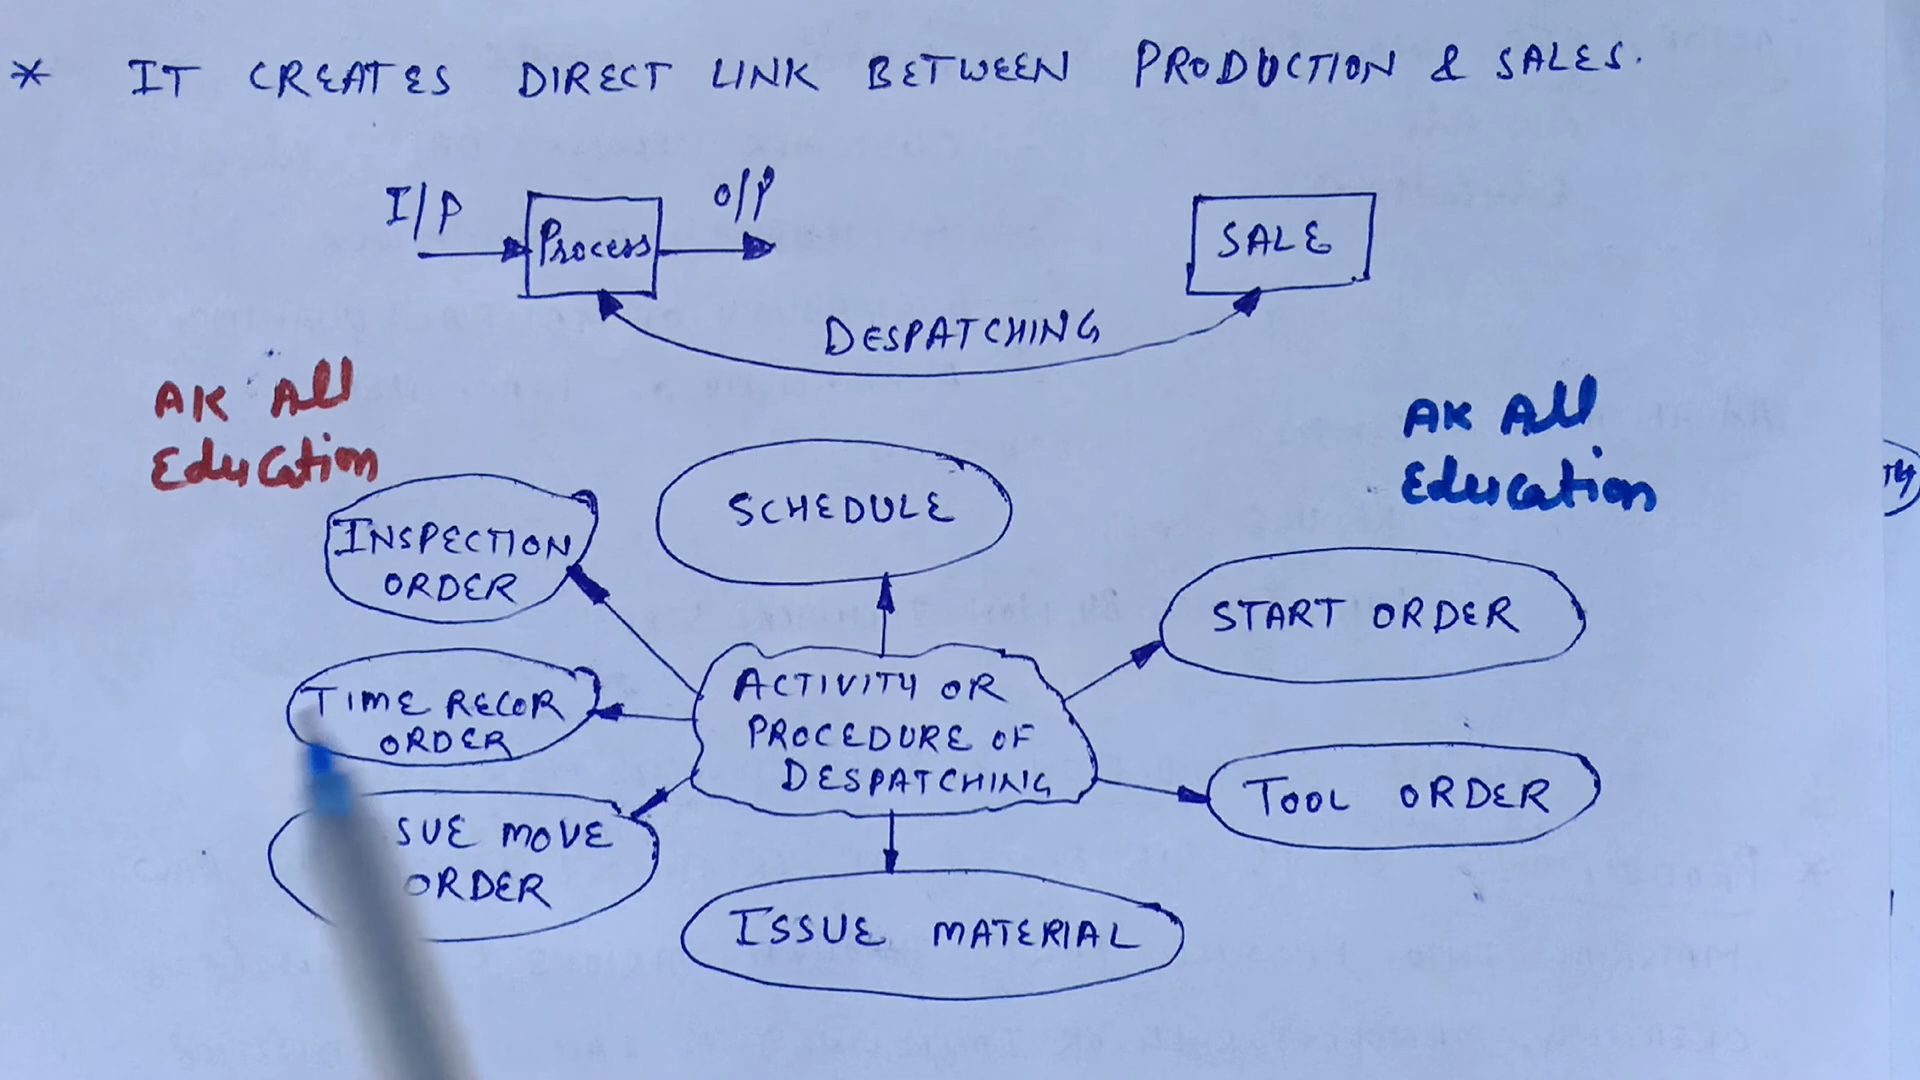 * IT CREATES DIRECT LINK BETWEEN PRODUCTION & SALES.
I/P
Process
O/P
SALE
DESPATCHING
AK All
Education
AK All
Education
SCHEDULE
INSPECTION
ORDER
START ORDER
TIME RECOR
ORDER
ACTIVITY OR
PROCEDURE OF
DESPATCHING
TOOL ORDER
SUE MOVE
ORDER
ISSUE MATERIAL